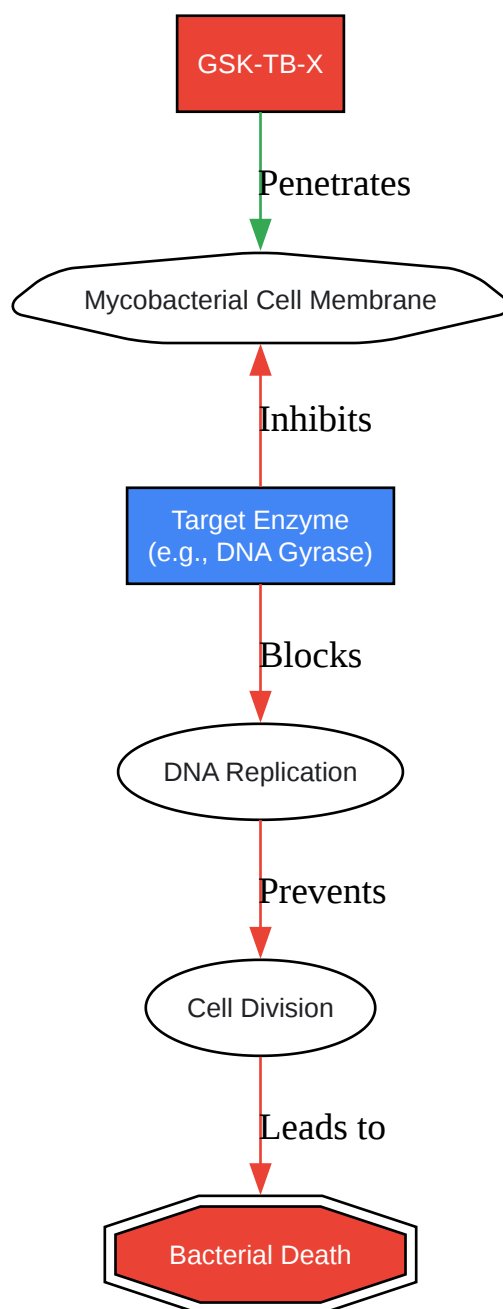 GSK-TB-X
Penetrates
Mycobacterial Cell Membrane
Inhibits
Target Enzyme
(e.g., DNA Gyrase)
Blocks
DNA Replication
Prevents
Cell Division
Leads to
Bacterial Death